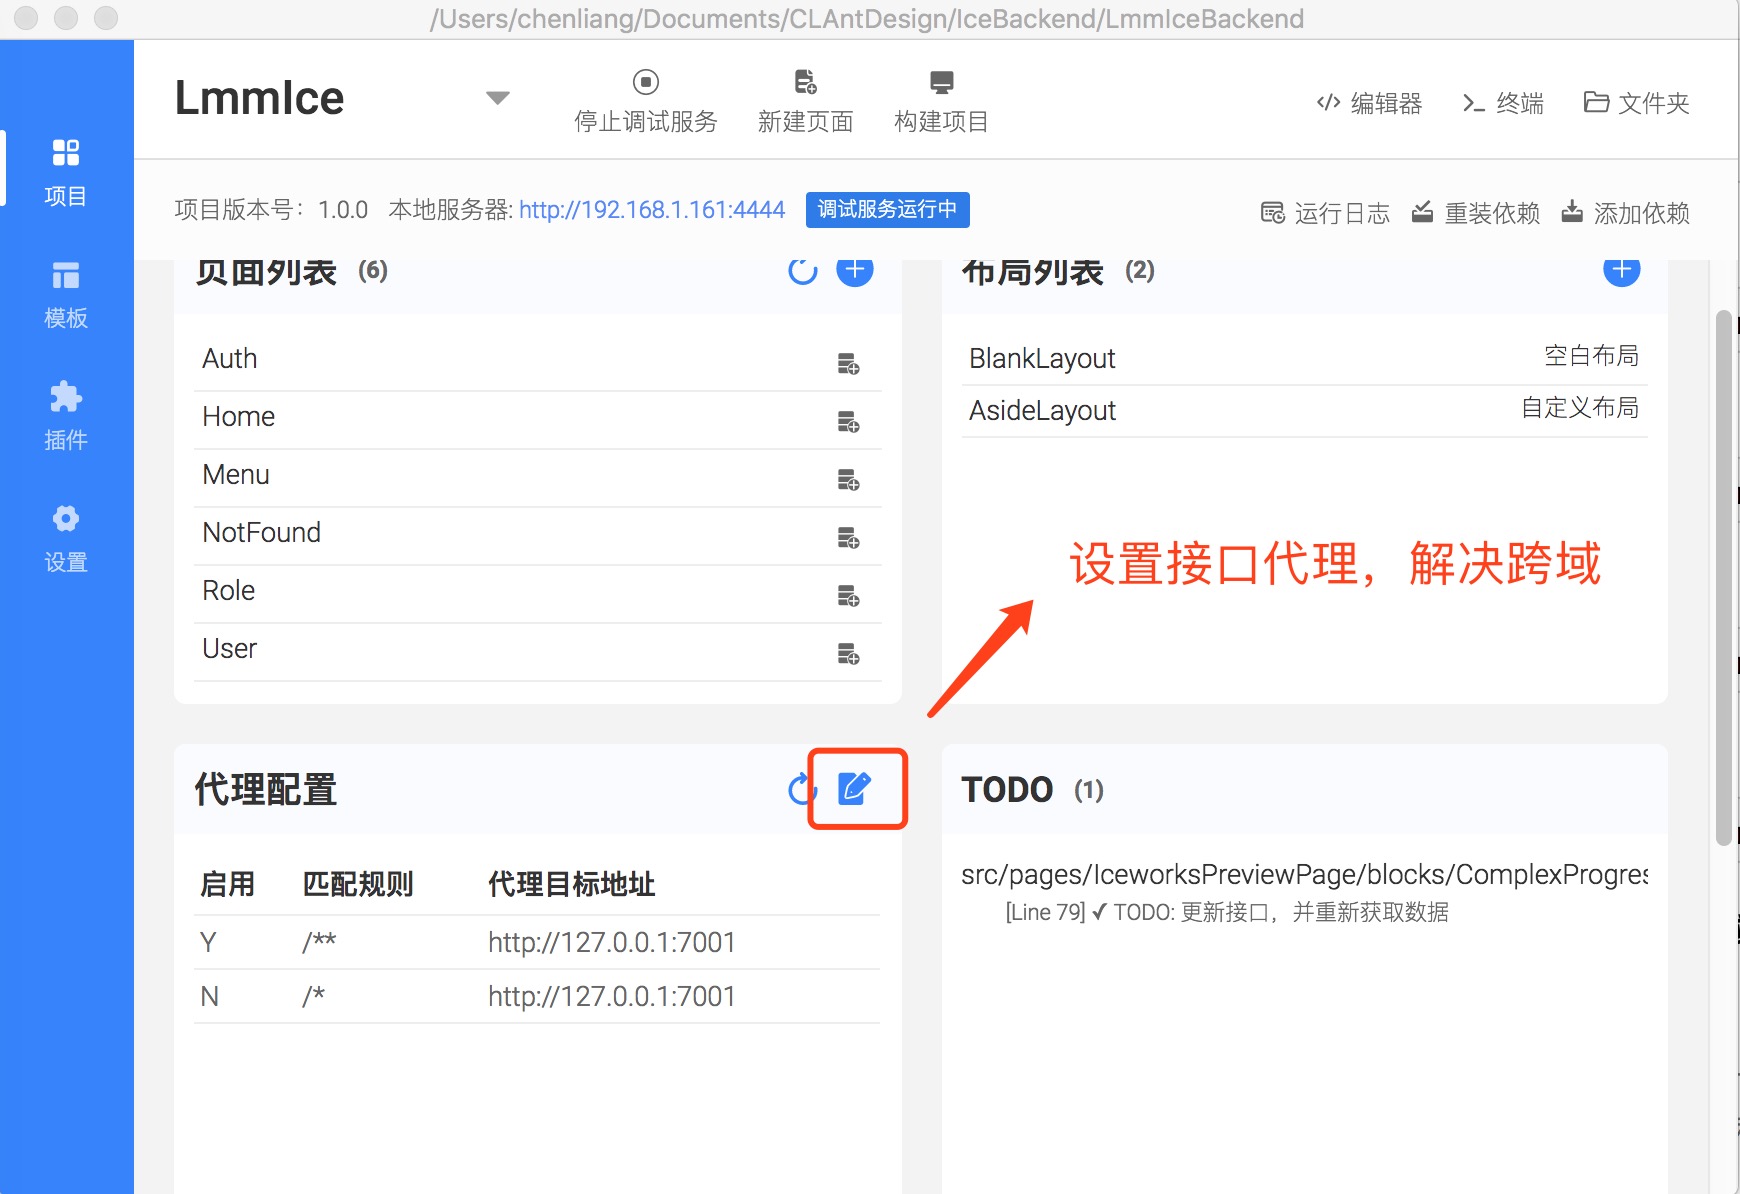 /Users/chenliang/Documents/CLAntDesign/IceBackend/LmmIceBackend
LmmIce
停止调试服务
新建页面
构建项目
编辑器
终端
文件夹
项目
模板
插件
设置
项目版本号：1.0.0 本地服务器: http://192.168.1.161:4444 调试服务运行中
运行日志
重装依赖
添加依赖
页面列表 (6)
Auth
Home
Menu
NotFound
Role
User
布局列表 (2)
BlankLayout 空白布局
AsideLayout 自定义布局
设置接口代理，解决跨域
代理配置
启用 匹配规则 代理目标地址
Y /** http://127.0.0.1:7001
N /* http://127.0.0.1:7001
TODO (1)
src/pages/IceworksPreviewPage/blocks/ComplexProgres
[Line 79] ✓ TODO: 更新接口，并重新获取数据